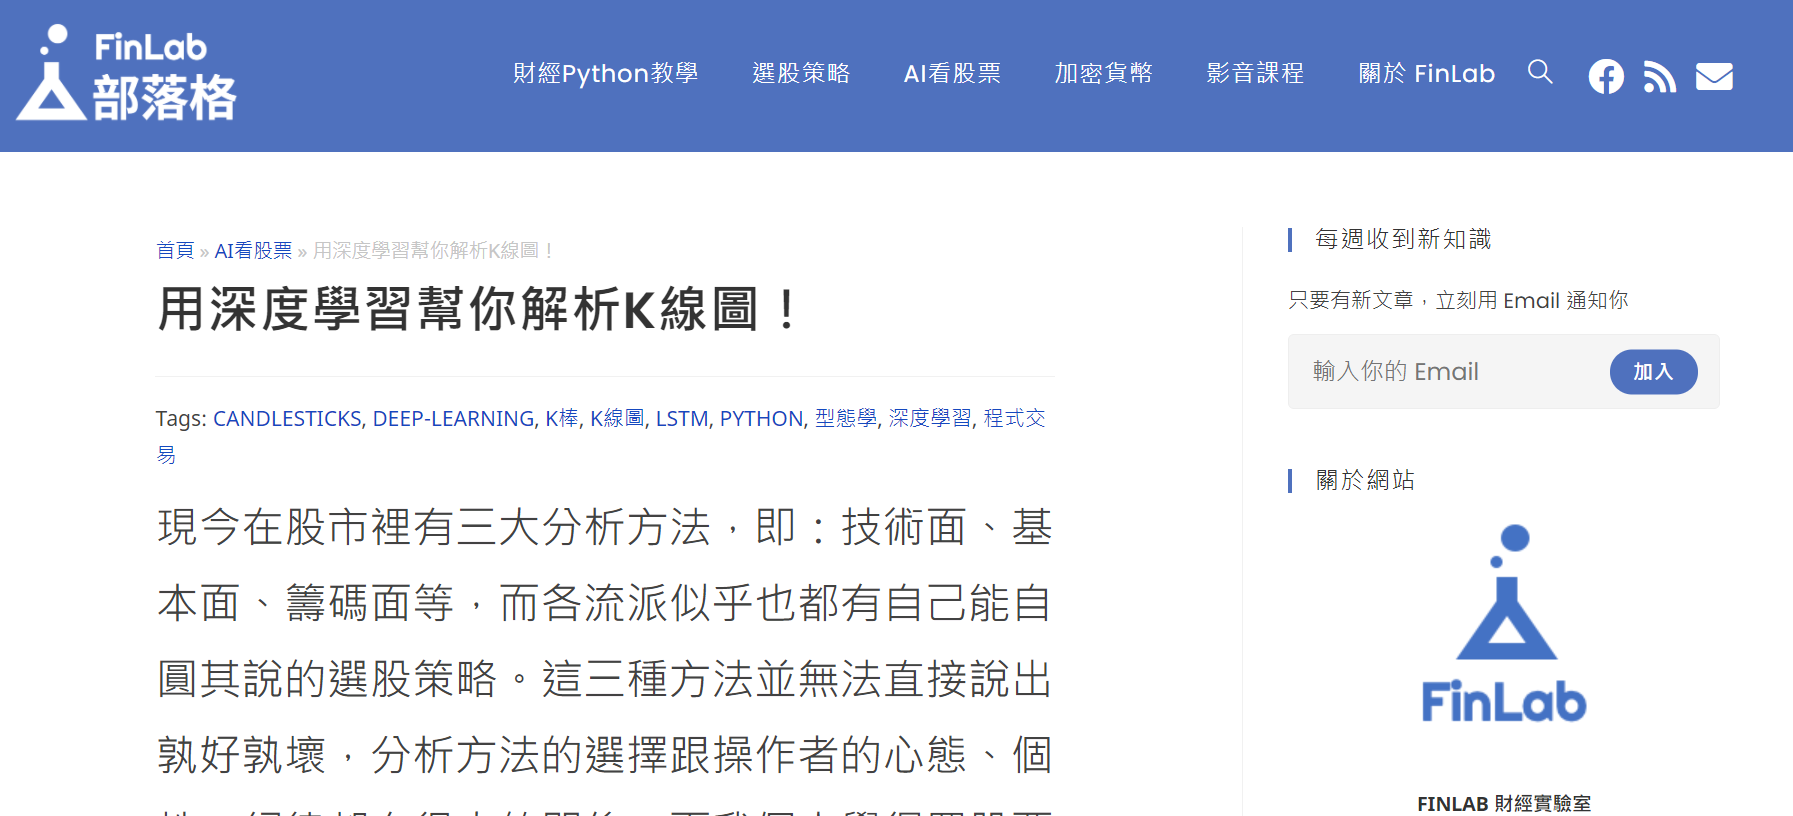 FinLab
部落格
財經Python教學 選股策略 AI看股票 加密貨幣 影音課程 關於 FinLab
首頁 » AI看股票 » 用深度學習幫你解析K線圖！
用深度學習幫你解析K線圖！
Tags: CANDLESTICKS, DEEP-LEARNING, K棒, K線圖, LSTM, PYTHON, 型態學, 深度學習, 程式交
易
現今在股市裡有三大分析方法，即：技術面、基
本面、籌碼面等，而各流派似乎也都有自己能自
圓其說的選股策略。這三種方法並無法直接說出
孰好孰壞，分析方法的選擇跟操作者的心態、個
每週收到新知識
只要有新文章，立刻用 Email 通知你
輸入你的 Email
加入
關於網站
FinLab
FINLAB 財經實驗室